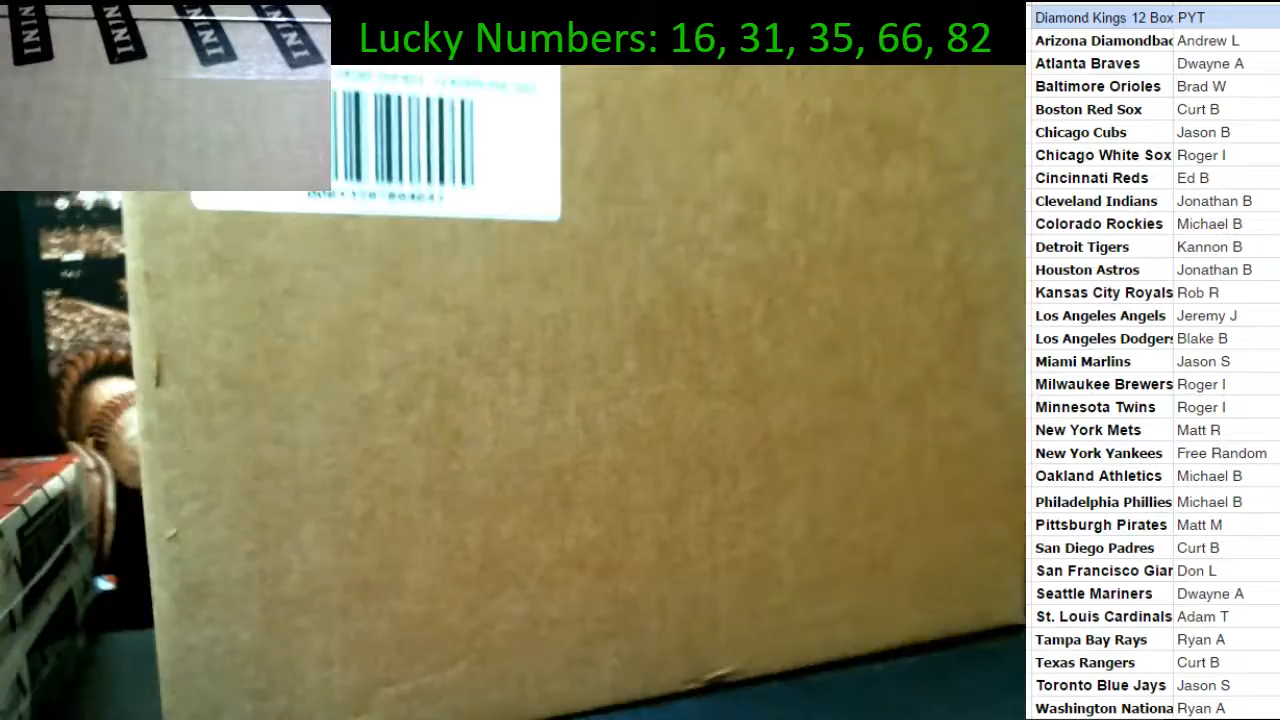 NINI NINI NINI NINI
Lucky Numbers: 16, 31, 35, 66, 82
Diamond Kings 12 Box PYT
Arizona Diamondbac Andrew L
Atlanta Braves Dwayne A
Baltimore Orioles Brad W
Boston Red Sox Curt B
Chicago Cubs Jason B
Chicago White Sox Roger I
Cincinnati Reds Ed B
Cleveland Indians Jonathan B
Colorado Rockies Michael B
Detroit Tigers Kannon B
Houston Astros Jonathan B
Kansas City Royals Rob R
Los Angeles Angels Jeremy J
Los Angeles Dodgers Blake B
Miami Marlins Jason S
Milwaukee Brewers Roger I
Minnesota Twins Roger I
New York Mets Matt R
New York Yankees Free Random
Oakland Athletics Michael B
Philadelphia Phillies Michael B
Pittsburgh Pirates Matt M
San Diego Padres Curt B
San Francisco Gian Don L
Seattle Mariners Dwayne A
St. Louis Cardinals Adam T
Tampa Bay Rays Ryan A
Texas Rangers Curt B
Toronto Blue Jays Jason S
Washington Nationa Ryan A